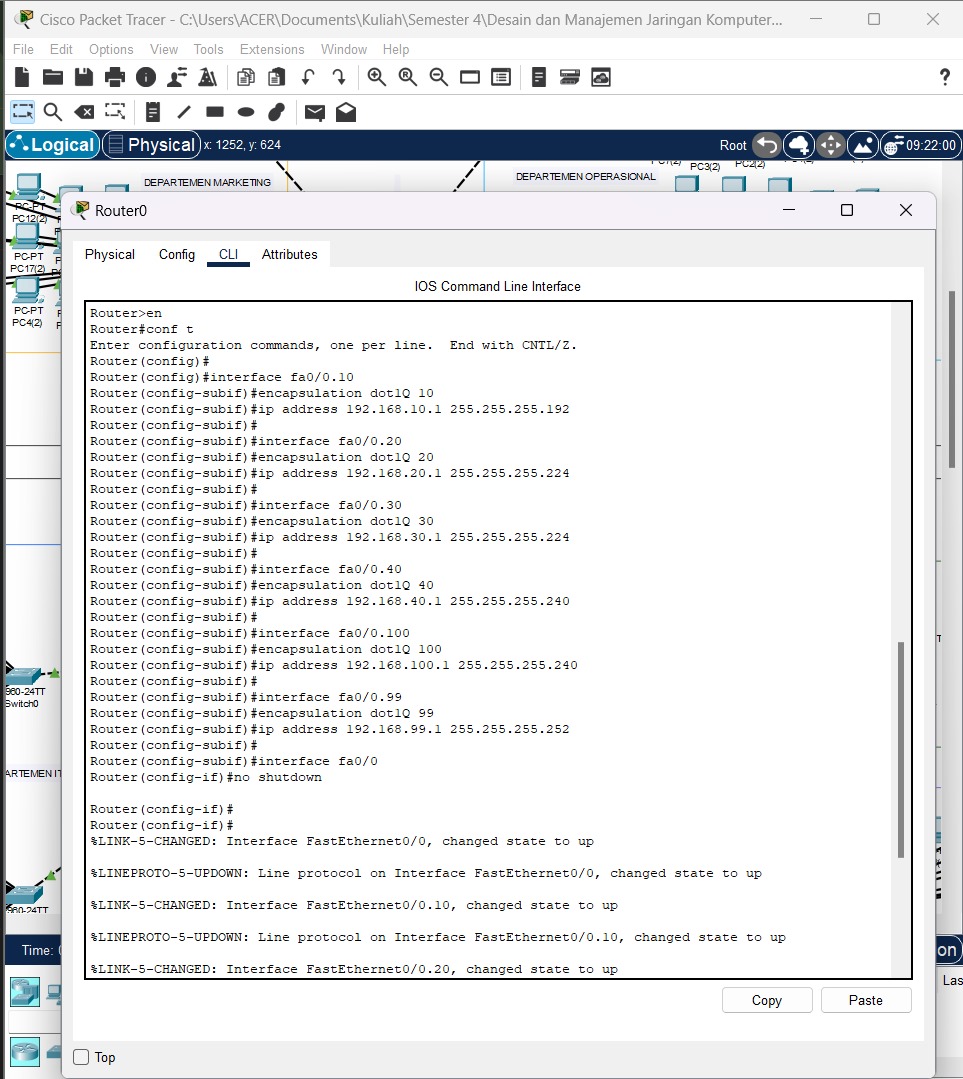 Cisco Packet Tracer - C:\Users\ACER\Documents\Kuliah\Semester 4\Desain dan Manajemen Jaringan Komputer...
File Edit Options View Tools Extensions Window Help
Logical Physical x: 1252, y: 624 Root 09:22:00
PC3(2) PC2(2)
DEPARTEMEN MARKETING DEPARTEMEN OPERASIONAL
PC-PT
PC12(2)
PC-PT
PC17(2)
PC-PT
PC4(2)
960-24TT
Switch0
ARTEMEN IT
960-24TT
Time:
Router0
Physical Config CLI Attributes
IOS Command Line Interface
Router>en
Router#conf t
Enter configuration commands, one per line.  End with CNTL/Z.
Router(config)#
Router(config)#interface fa0/0.10
Router(config-subif)#encapsulation dot1Q 10
Router(config-subif)#ip address 192.168.10.1 255.255.255.192
Router(config-subif)#
Router(config-subif)#interface fa0/0.20
Router(config-subif)#encapsulation dot1Q 20
Router(config-subif)#ip address 192.168.20.1 255.255.255.224
Router(config-subif)#
Router(config-subif)#interface fa0/0.30
Router(config-subif)#encapsulation dot1Q 30
Router(config-subif)#ip address 192.168.30.1 255.255.255.224
Router(config-subif)#
Router(config-subif)#interface fa0/0.40
Router(config-subif)#encapsulation dot1Q 40
Router(config-subif)#ip address 192.168.40.1 255.255.255.240
Router(config-subif)#
Router(config-subif)#interface fa0/0.100
Router(config-subif)#encapsulation dot1Q 100
Router(config-subif)#ip address 192.168.100.1 255.255.255.240
Router(config-subif)#
Router(config-subif)#interface fa0/0.99
Router(config-subif)#encapsulation dot1Q 99
Router(config-subif)#ip address 192.168.99.1 255.255.255.252
Router(config-subif)#
Router(config-subif)#interface fa0/0
Router(config-if)#no shutdown
Router(config-if)#
Router(config-if)#
%LINK-5-CHANGED: Interface FastEthernet0/0, changed state to up
%LINEPROTO-5-UPDOWN: Line protocol on Interface FastEthernet0/0, changed state to up
%LINK-5-CHANGED: Interface FastEthernet0/0.10, changed state to up
%LINEPROTO-5-UPDOWN: Line protocol on Interface FastEthernet0/0.10, changed state to up
%LINK-5-CHANGED: Interface FastEthernet0/0.20, changed state to up
Copy Paste
Top
on
Las